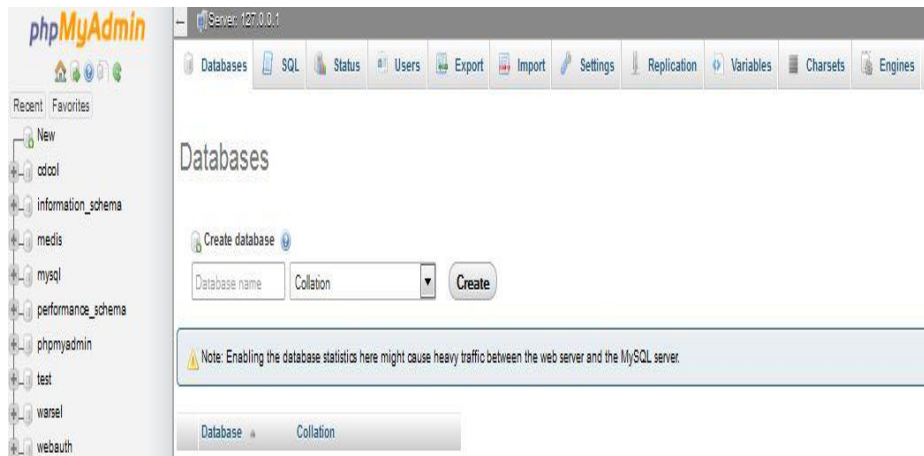 phpMyAdmin
Recent Favorites
New
cdcol
information_schema
medis
mysql
performance_schema
phpmyadmin
test
warsel
webauth
Server: 127.0.0.1
Databases SQL Status Users Export Import Settings Replication Variables Charsets Engines
Databases
Create database
Database name Collation Create
Note: Enabling the database statistics here might cause heavy traffic between the web server and the MySQL server.
Database Collation